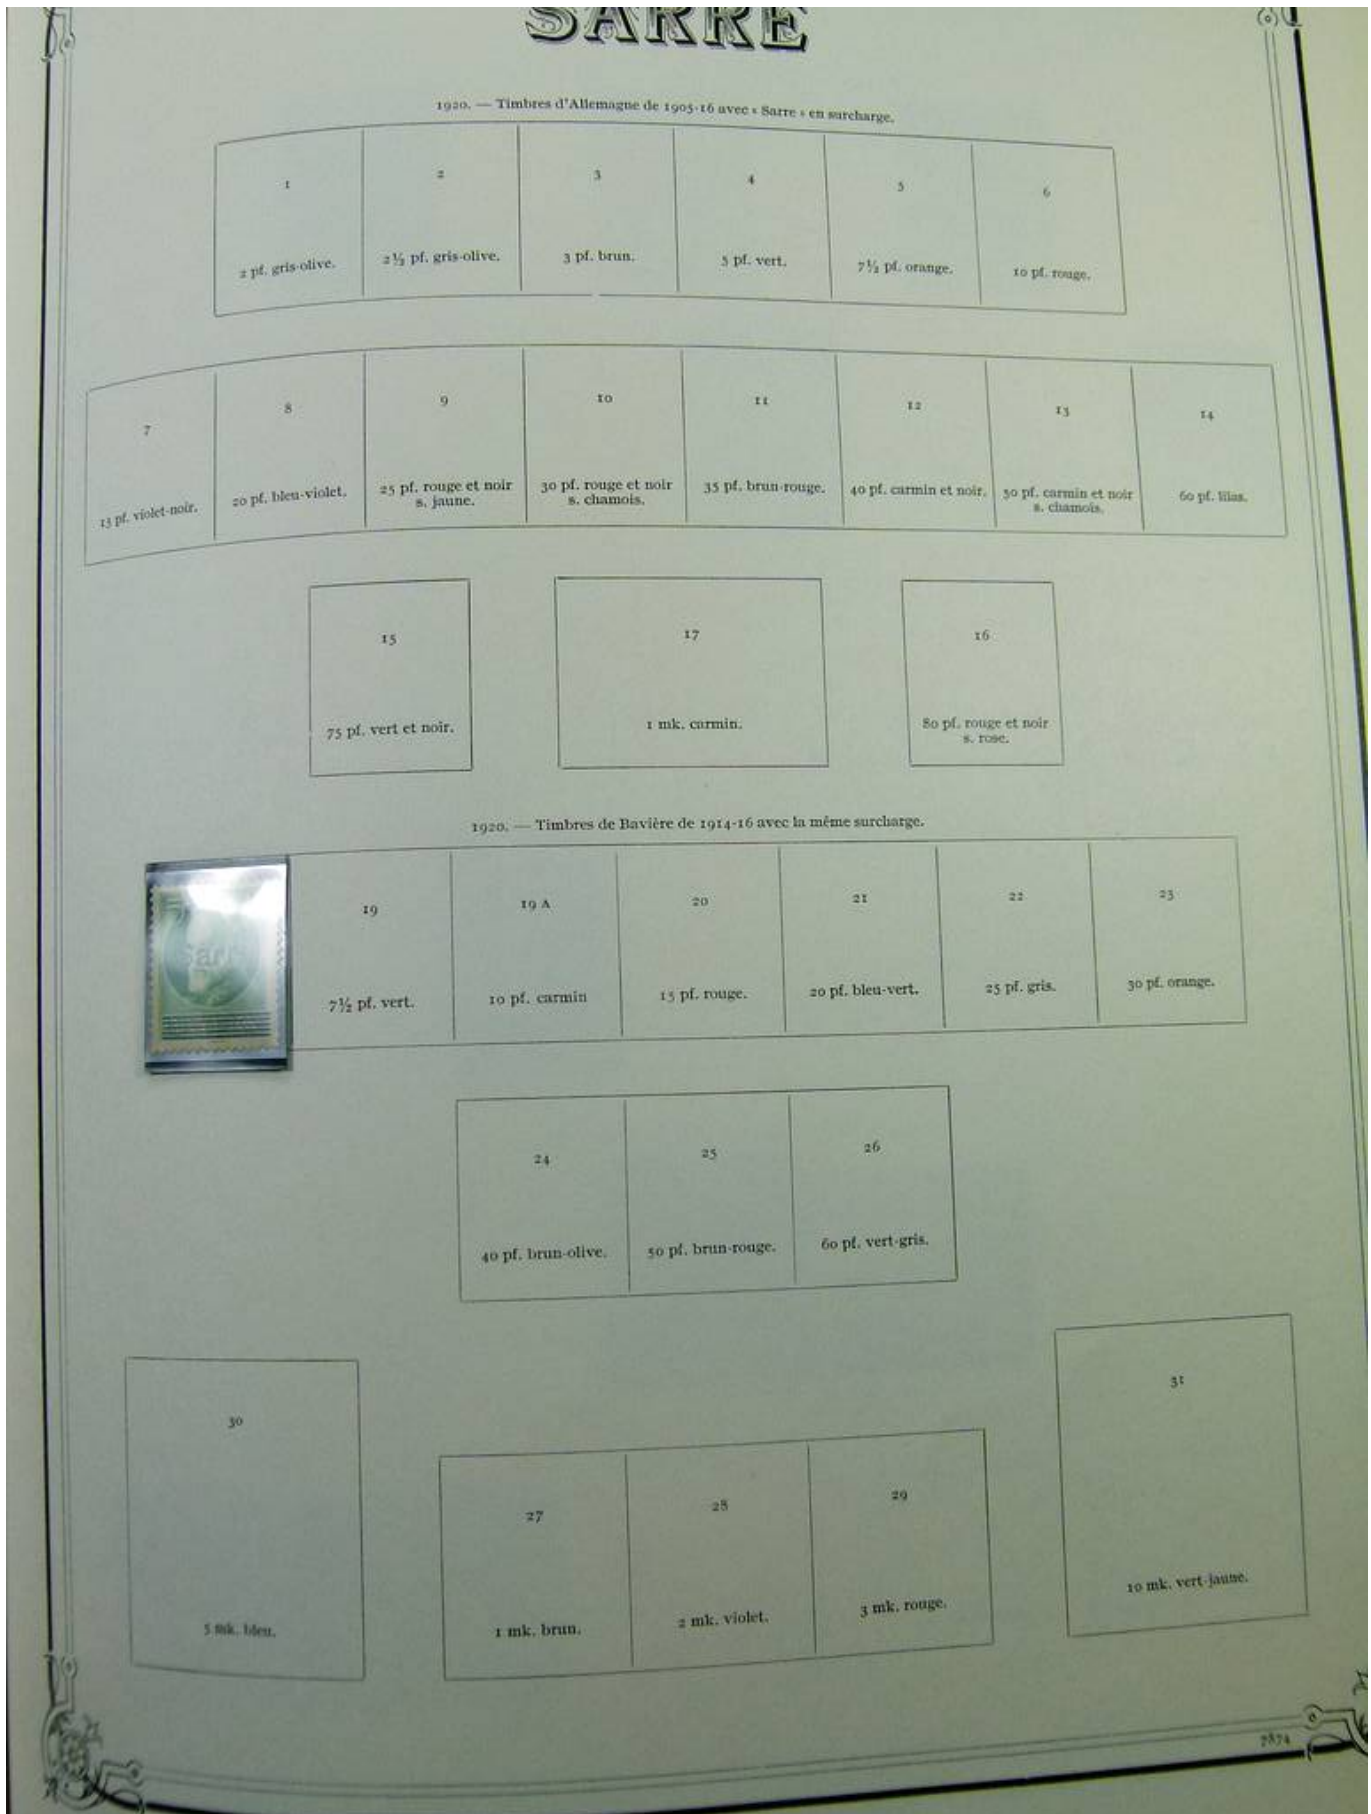 SARRE
1920. — Timbres d'Allemagne de 1905-16 avec « Sarre » en surcharge.
1
2
3
4
5
6
2 pf. gris-olive.
2½ pf. gris-olive.
3 pf. brun.
5 pf. vert.
7½ pf. orange.
10 pf. rouge.
7
8
9
10
11
12
13
14
15 pf. violet-noir.
20 pf. bleu-violet.
25 pf. rouge et noir
s. jaune.
30 pf. rouge et noir
s. chamois.
35 pf. brun-rouge.
40 pf. carmin et noir.
50 pf. carmin et noir
s. chamois.
60 pf. lilas.
15
17
16
75 pf. vert et noir.
1 mk. carmin.
80 pf. rouge et noir
s. rose.
1920. — Timbres de Bavière de 1914-16 avec la même surcharge.
Sarre
19
19 A
20
21
22
23
7½ pf. vert.
10 pf. carmin
15 pf. rouge.
20 pf. bleu-vert.
25 pf. gris.
30 pf. orange.
24
25
26
40 pf. brun-olive.
50 pf. brun-rouge.
60 pf. vert-gris.
30
27
28
29
31
5 mk. bleu.
1 mk. brun.
2 mk. violet.
3 mk. rouge.
10 mk. vert-jaune.
7874